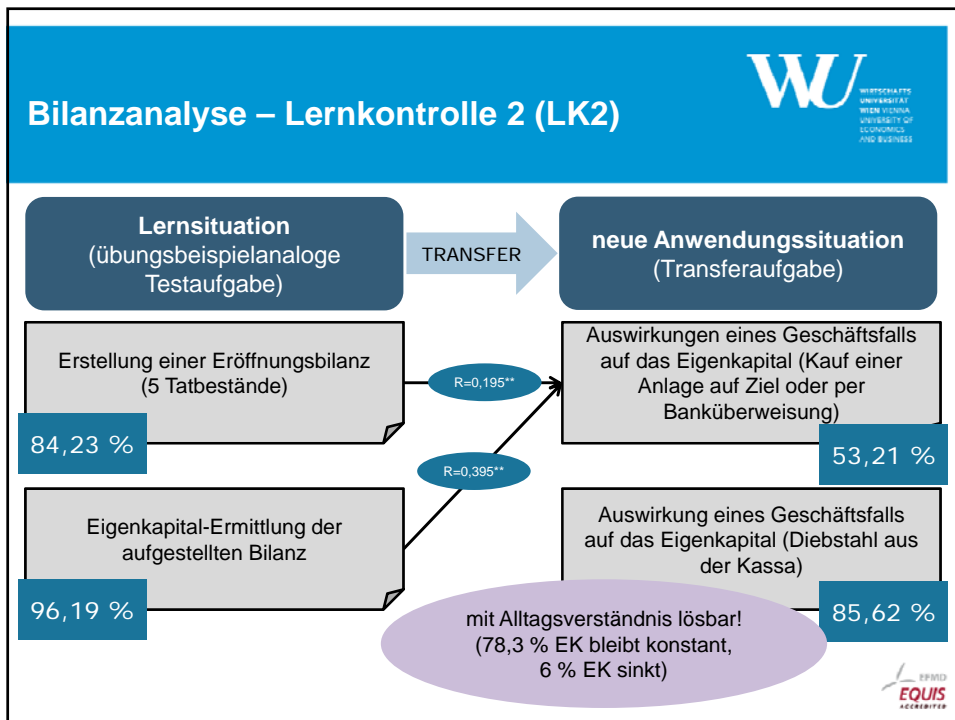 Bilanzanalyse – Lernkontrolle 2 (LK2)
WU
WIRTSCHAFTS
UNIVERSITÄT
WIEN VIENNA
UNIVERSITY OF
ECONOMICS
AND BUSINESS
Lernsituation
(übungsbeispielanaloge
Testaufgabe)
TRANSFER
neue Anwendungssituation
(Transferaufgabe)
Erstellung einer Eröffnungsbilanz
(5 Tatbestände)
84,23 %
R=0,195**
Auswirkungen eines Geschäftsfalls
auf das Eigenkapital (Kauf einer
Anlage auf Ziel oder per
Banküberweisung)
53,21 %
R=0,395**
Eigenkapital-Ermittlung der
aufgestellten Bilanz
96,19 %
Auswirkung eines Geschäftsfalls
auf das Eigenkapital (Diebstahl aus
der Kassa)
85,62 %
mit Alltagsverständnis lösbar!
(78,3 % EK bleibt konstant,
6 % EK sinkt)
EFMD
EQUIS
ACCREDITED